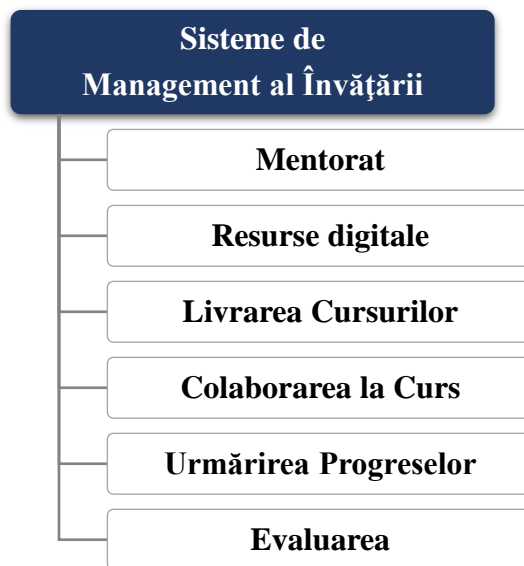 Sisteme de
Management al Învăţării
Mentorat
Resurse digitale
Livrarea Cursurilor
Colaborarea la Curs
Urmărirea Progreselor
Evaluarea